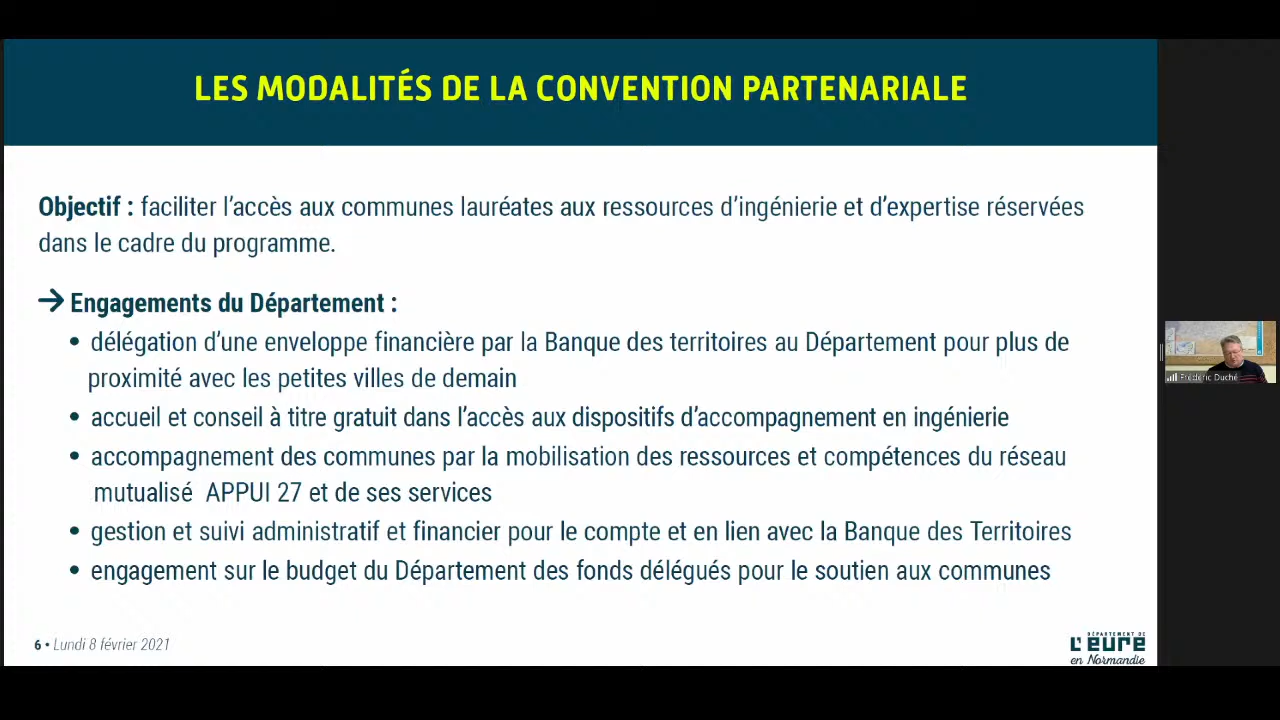 LES MODALITÉS DE LA CONVENTION PARTENARIALE
Objectif : faciliter l'accès aux communes lauréates aux ressources d'ingénierie et d'expertise réservées
dans le cadre du programme.
→ Engagements du Département :
• délégation d'une enveloppe financière par la Banque des territoires au Département pour plus de
proximité avec les petites villes de demain
• accueil et conseil à titre gratuit dans l'accès aux dispositifs d'accompagnement en ingénierie
• accompagnement des communes par la mobilisation des ressources et compétences du réseau
mutualisé APPUI 27 et de ses services
• gestion et suivi administratif et financier pour le compte et en lien avec la Banque des Territoires
• engagement sur le budget du Département des fonds délégués pour le soutien aux communes
6 • Lundi 8 février 2021
DÉPARTEMENT DE
L'EURE
en Normandie
Frédéric Duché